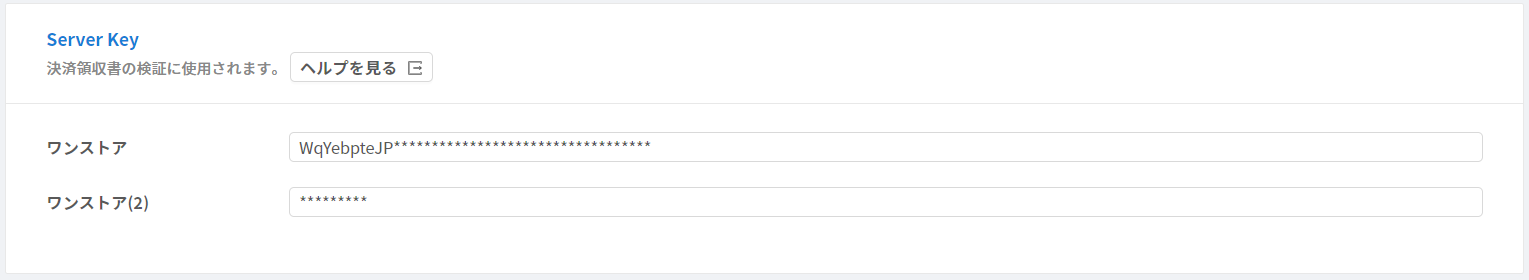 Server Key
決済領収書の検証に使用されます。 ヘルプを見る
ワンストア WqYebpteJP**********************************
ワンストア(2) *********